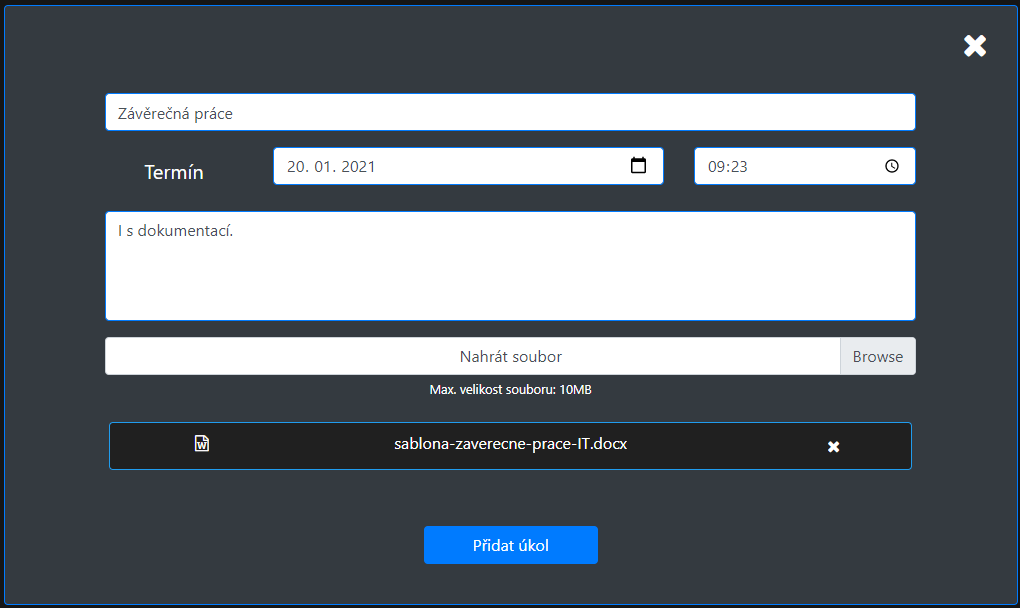 Závěrečná práce
Termín 20. 01. 2021 09:23
I s dokumentací.
Nahrát soubor Browse
Max. velikost souboru: 10MB
sablona-zaverecne-prace-IT.docx
Přidat úkol